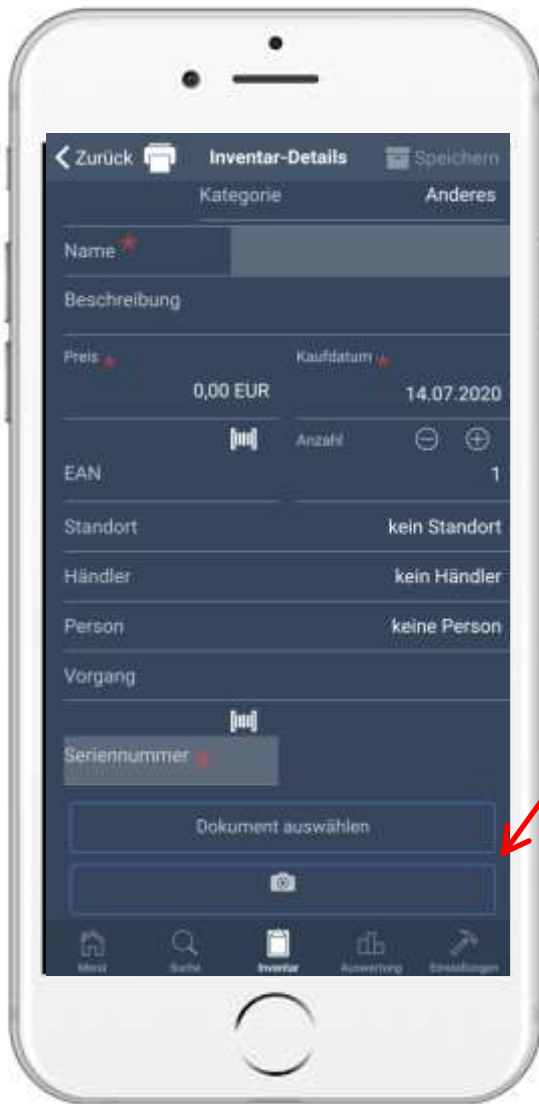 Zurück Inventar-Details Speichern
Kategorie Anderes
Name *
Beschreibung
Preis * Kaufdatum *
0,00 EUR 14.07.2020
Anzahl
EAN 1
Standort kein Standort
Händler kein Händler
Person keine Person
Vorgang
Seriennummer *
Dokument auswählen
Menü Suche Inventar Auswertung Einstellungen